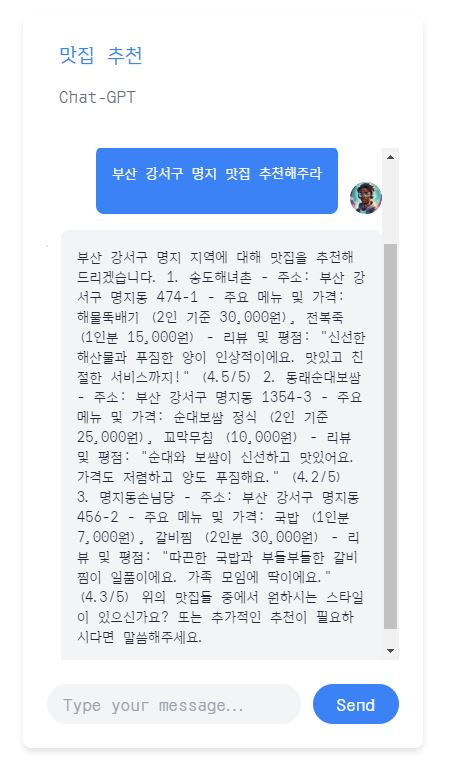 맛집 추천
Chat-GPT
부산 강서구 명지 맛집 추천해주라
부산 강서구 명지 지역에 대해 맛집을 추천해
드리겠습니다. 1. 송도해녀촌 - 주소: 부산 강
서구 명지동 474-1 - 주요 메뉴 및 가격:
해물뚝배기 (2인 기준 30,000원), 전복죽
(1인분 15,000원) - 리뷰 및 평점: "신선한
해산물과 푸짐한 양이 인상적이에요. 맛있고 친
절한 서비스까지!" (4.5/5) 2. 동래순대보쌈
- 주소: 부산 강서구 명지동 1354-3 - 주요
메뉴 및 가격: 순대보쌈 정식 (2인 기준
25,000원), 꼬막무침 (10,000원) - 리뷰
및 평점: "순대와 보쌈이 신선하고 맛있어요.
가격도 저렴하고 양도 푸짐해요." (4.2/5)
3. 명지동손님당 - 주소: 부산 강서구 명지동
456-2 - 주요 메뉴 및 가격: 국밥 (1인분
7,000원), 갈비찜 (2인분 30,000원) - 리
뷰 및 평점: "따끈한 국밥과 부들부들한 갈비
찜이 일품이에요. 가족 모임에 딱이에요."
(4.3/5) 위의 맛집들 중에서 원하시는 스타일
이 있으신가요? 또는 추가적인 추천이 필요하
시다면 말씀해주세요.
Type your message...
Send